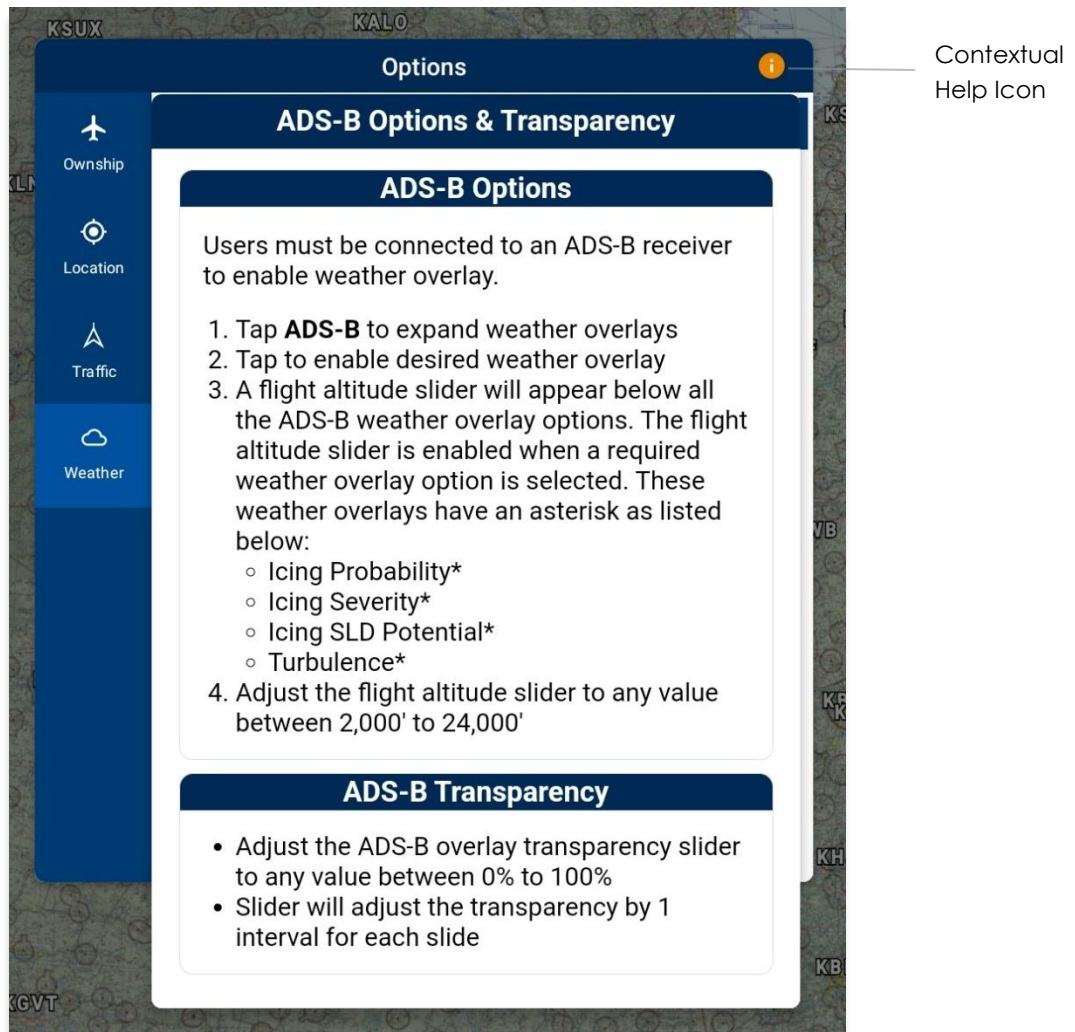 KSUX
KALO
Options
Contextual
Help Icon
ADS-B Options & Transparency
Ownship
Location
Traffic
Weather
ADS-B Options
Users must be connected to an ADS-B receiver
to enable weather overlay.
1. Tap ADS-B to expand weather overlays
2. Tap to enable desired weather overlay
3. A flight altitude slider will appear below all
the ADS-B weather overlay options. The flight
altitude slider is enabled when a required
weather overlay option is selected. These
weather overlays have an asterisk as listed
below:
◦ Icing Probability*
◦ Icing Severity*
◦ Icing SLD Potential*
◦ Turbulence*
4. Adjust the flight altitude slider to any value
between 2,000' to 24,000'
ADS-B Transparency
• Adjust the ADS-B overlay transparency slider
to any value between 0% to 100%
• Slider will adjust the transparency by 1
interval for each slide
KGVT